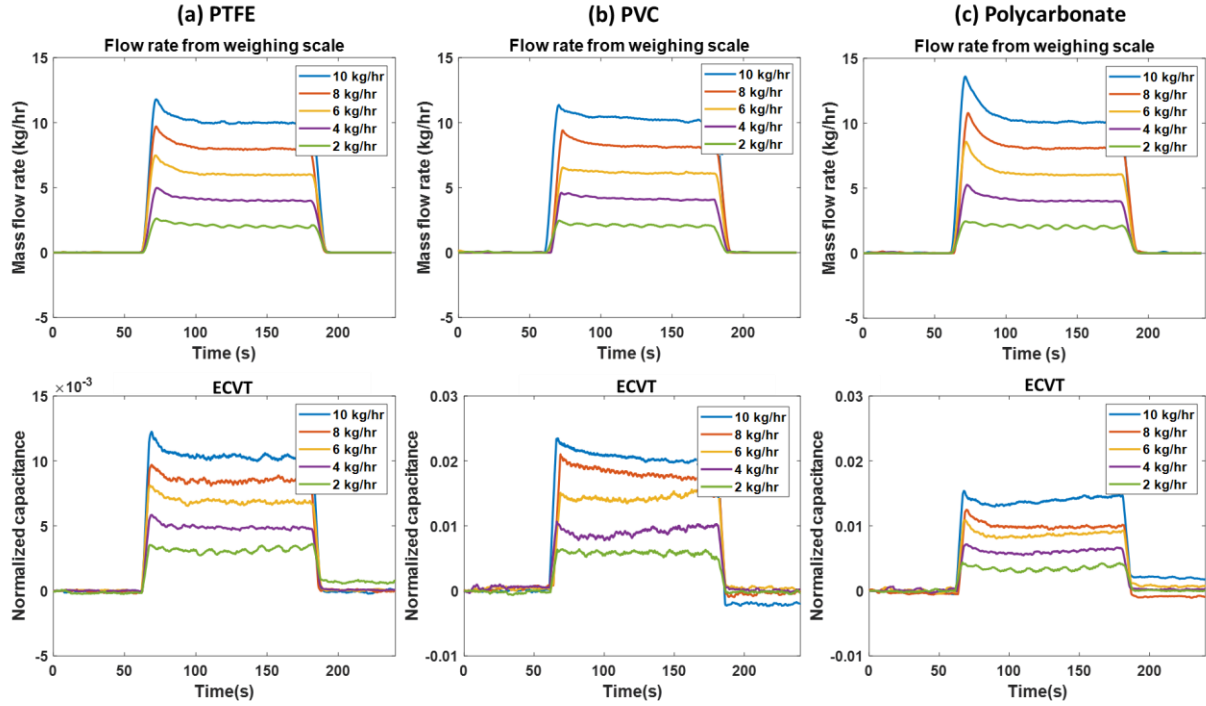 (a) PTFE
(b) PVC
(c) Polycarbonate
Flow rate from weighing scale
Mass flow rate (kg/hr)
15
10
5
0
-5
0
50
100
150
200
Time (s)
10 kg/hr
8 kg/hr
6 kg/hr
4 kg/hr
2 kg/hr
Flow rate from weighing scale
Mass flow rate (kg/hr)
15
10
5
0
-5
0
50
100
150
200
Time (s)
10 kg/hr
8 kg/hr
6 kg/hr
4 kg/hr
2 kg/hr
Flow rate from weighing scale
Mass flow rate (kg/hr)
15
10
5
0
-5
0
50
100
150
200
Time (s)
10 kg/hr
8 kg/hr
6 kg/hr
4 kg/hr
2 kg/hr
ECVT
×10⁻³
Normalized capacitance
15
10
5
0
-5
0
50
100
150
200
Time(s)
10 kg/hr
8 kg/hr
6 kg/hr
4 kg/hr
2 kg/hr
ECVT
Normalized capacitance
0.03
0.02
0.01
0
-0.01
0
50
100
150
200
Time(s)
10 kg/hr
8 kg/hr
6 kg/hr
4 kg/hr
2 kg/hr
ECVT
Normalized capacitance
0.03
0.02
0.01
0
-0.01
0
50
100
150
200
Time(s)
10 kg/hr
8 kg/hr
6 kg/hr
4 kg/hr
2 kg/hr